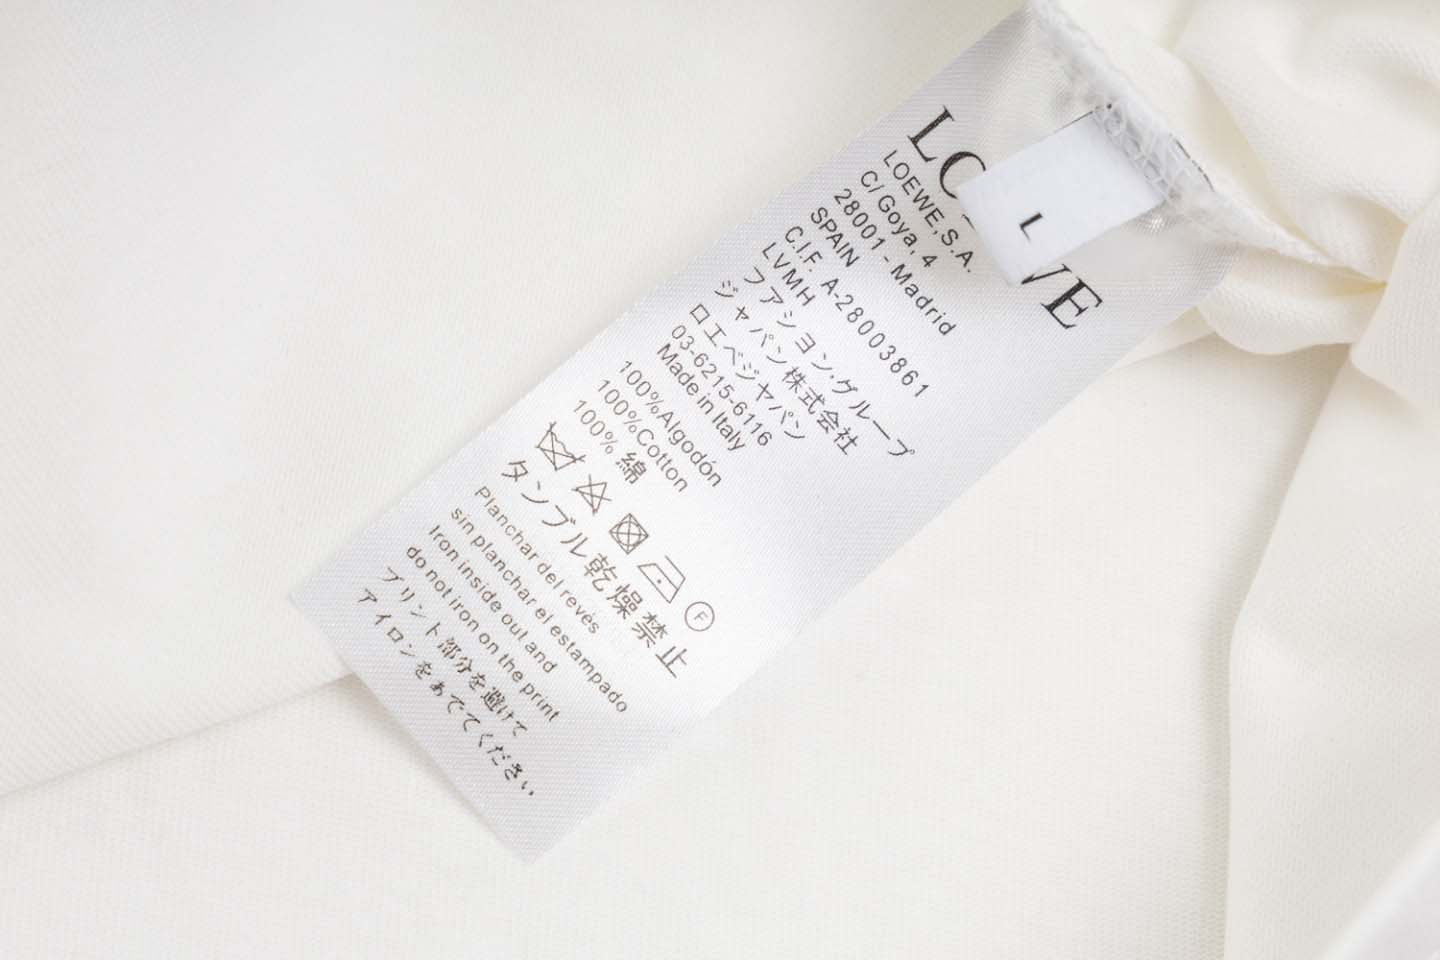 LOEWE
L
LOEWE,S.A.
C/ Goya, 4
28001 - Madrid
SPAIN
C.I.F. A-28003861
LVMH
ファシヨン・グループ
ジャパン株式会社
ロエベジャパン
03-6215-6116
Made in Italy
100%Algodón
100%Cotton
100% 綿
F
タンブル乾燥禁止
Planchar del revés
sin planchar el estampado
Iron inside out and
do not iron on the print
プリント部分を避けて
アイロンをあててください